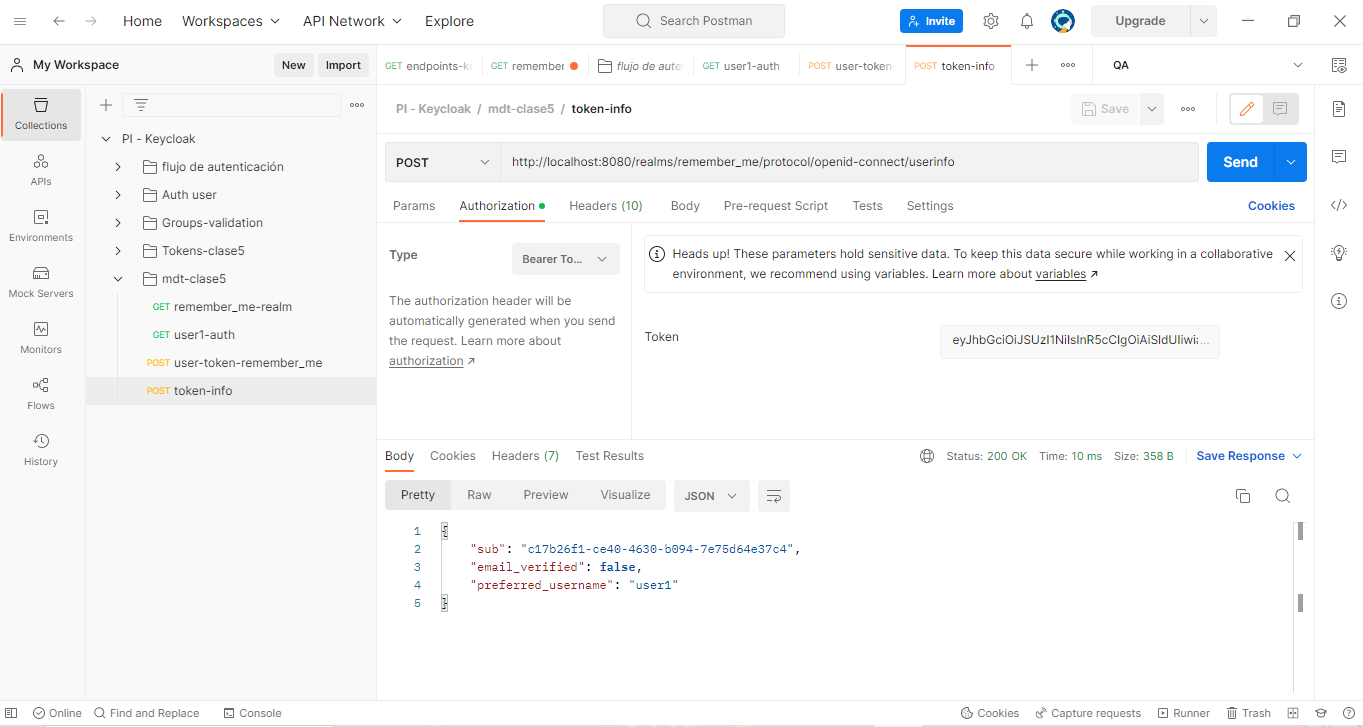 Home Workspaces API Network Explore Search Postman Invite Upgrade
My Workspace New Import
GET endpoints-ke GET remember flujo de aute GET user1-auth POST user-token- POST token-info QA
Collections
APIs
Environments
Mock Servers
Monitors
Flows
History
PI - Keycloak
flujo de autenticación
Auth user
Groups-validation
Tokens-clase5
mdt-clase5
GET remember_me-realm
GET user1-auth
POST user-token-remember_me
POST token-info
PI - Keycloak / mdt-clase5 / token-info Save
POST http://localhost:8080/realms/remember_me/protocol/openid-connect/userinfo Send
Params Authorization Headers (10) Body Pre-request Script Tests Settings Cookies
Type Bearer To...
The authorization header will be
automatically generated when you send
the request. Learn more about
authorization ↗
Heads up! These parameters hold sensitive data. To keep this data secure while working in a collaborative
environment, we recommend using variables. Learn more about variables ↗
Token
Body Cookies Headers (7) Test Results Status: 200 OK Time: 10 ms Size: 358 B Save Response
Pretty Raw Preview Visualize JSON
1 {
2 "sub": "c17b26f1-ce40-4630-b094-7e75d64e37c4",
3 "email_verified": false,
4 "preferred_username": "user1"
5 }
Online Find and Replace Console Cookies Capture requests Runner Trash